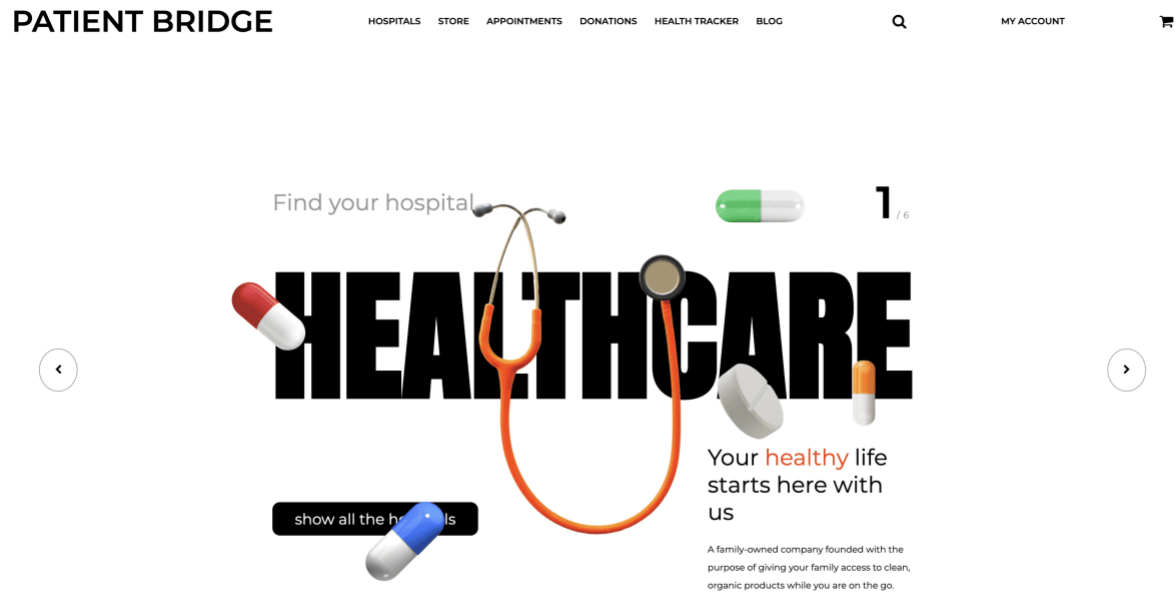 PATIENT BRIDGE
HOSPITALS STORE APPOINTMENTS DONATIONS HEALTH TRACKER BLOG
MY ACCOUNT
Find your hospital
1 / 6
HEALTHCARE
Your healthy life
starts here with
us
show all the
A family-owned company founded with the
purpose of giving your family access to clean,
organic products while you are on the go.